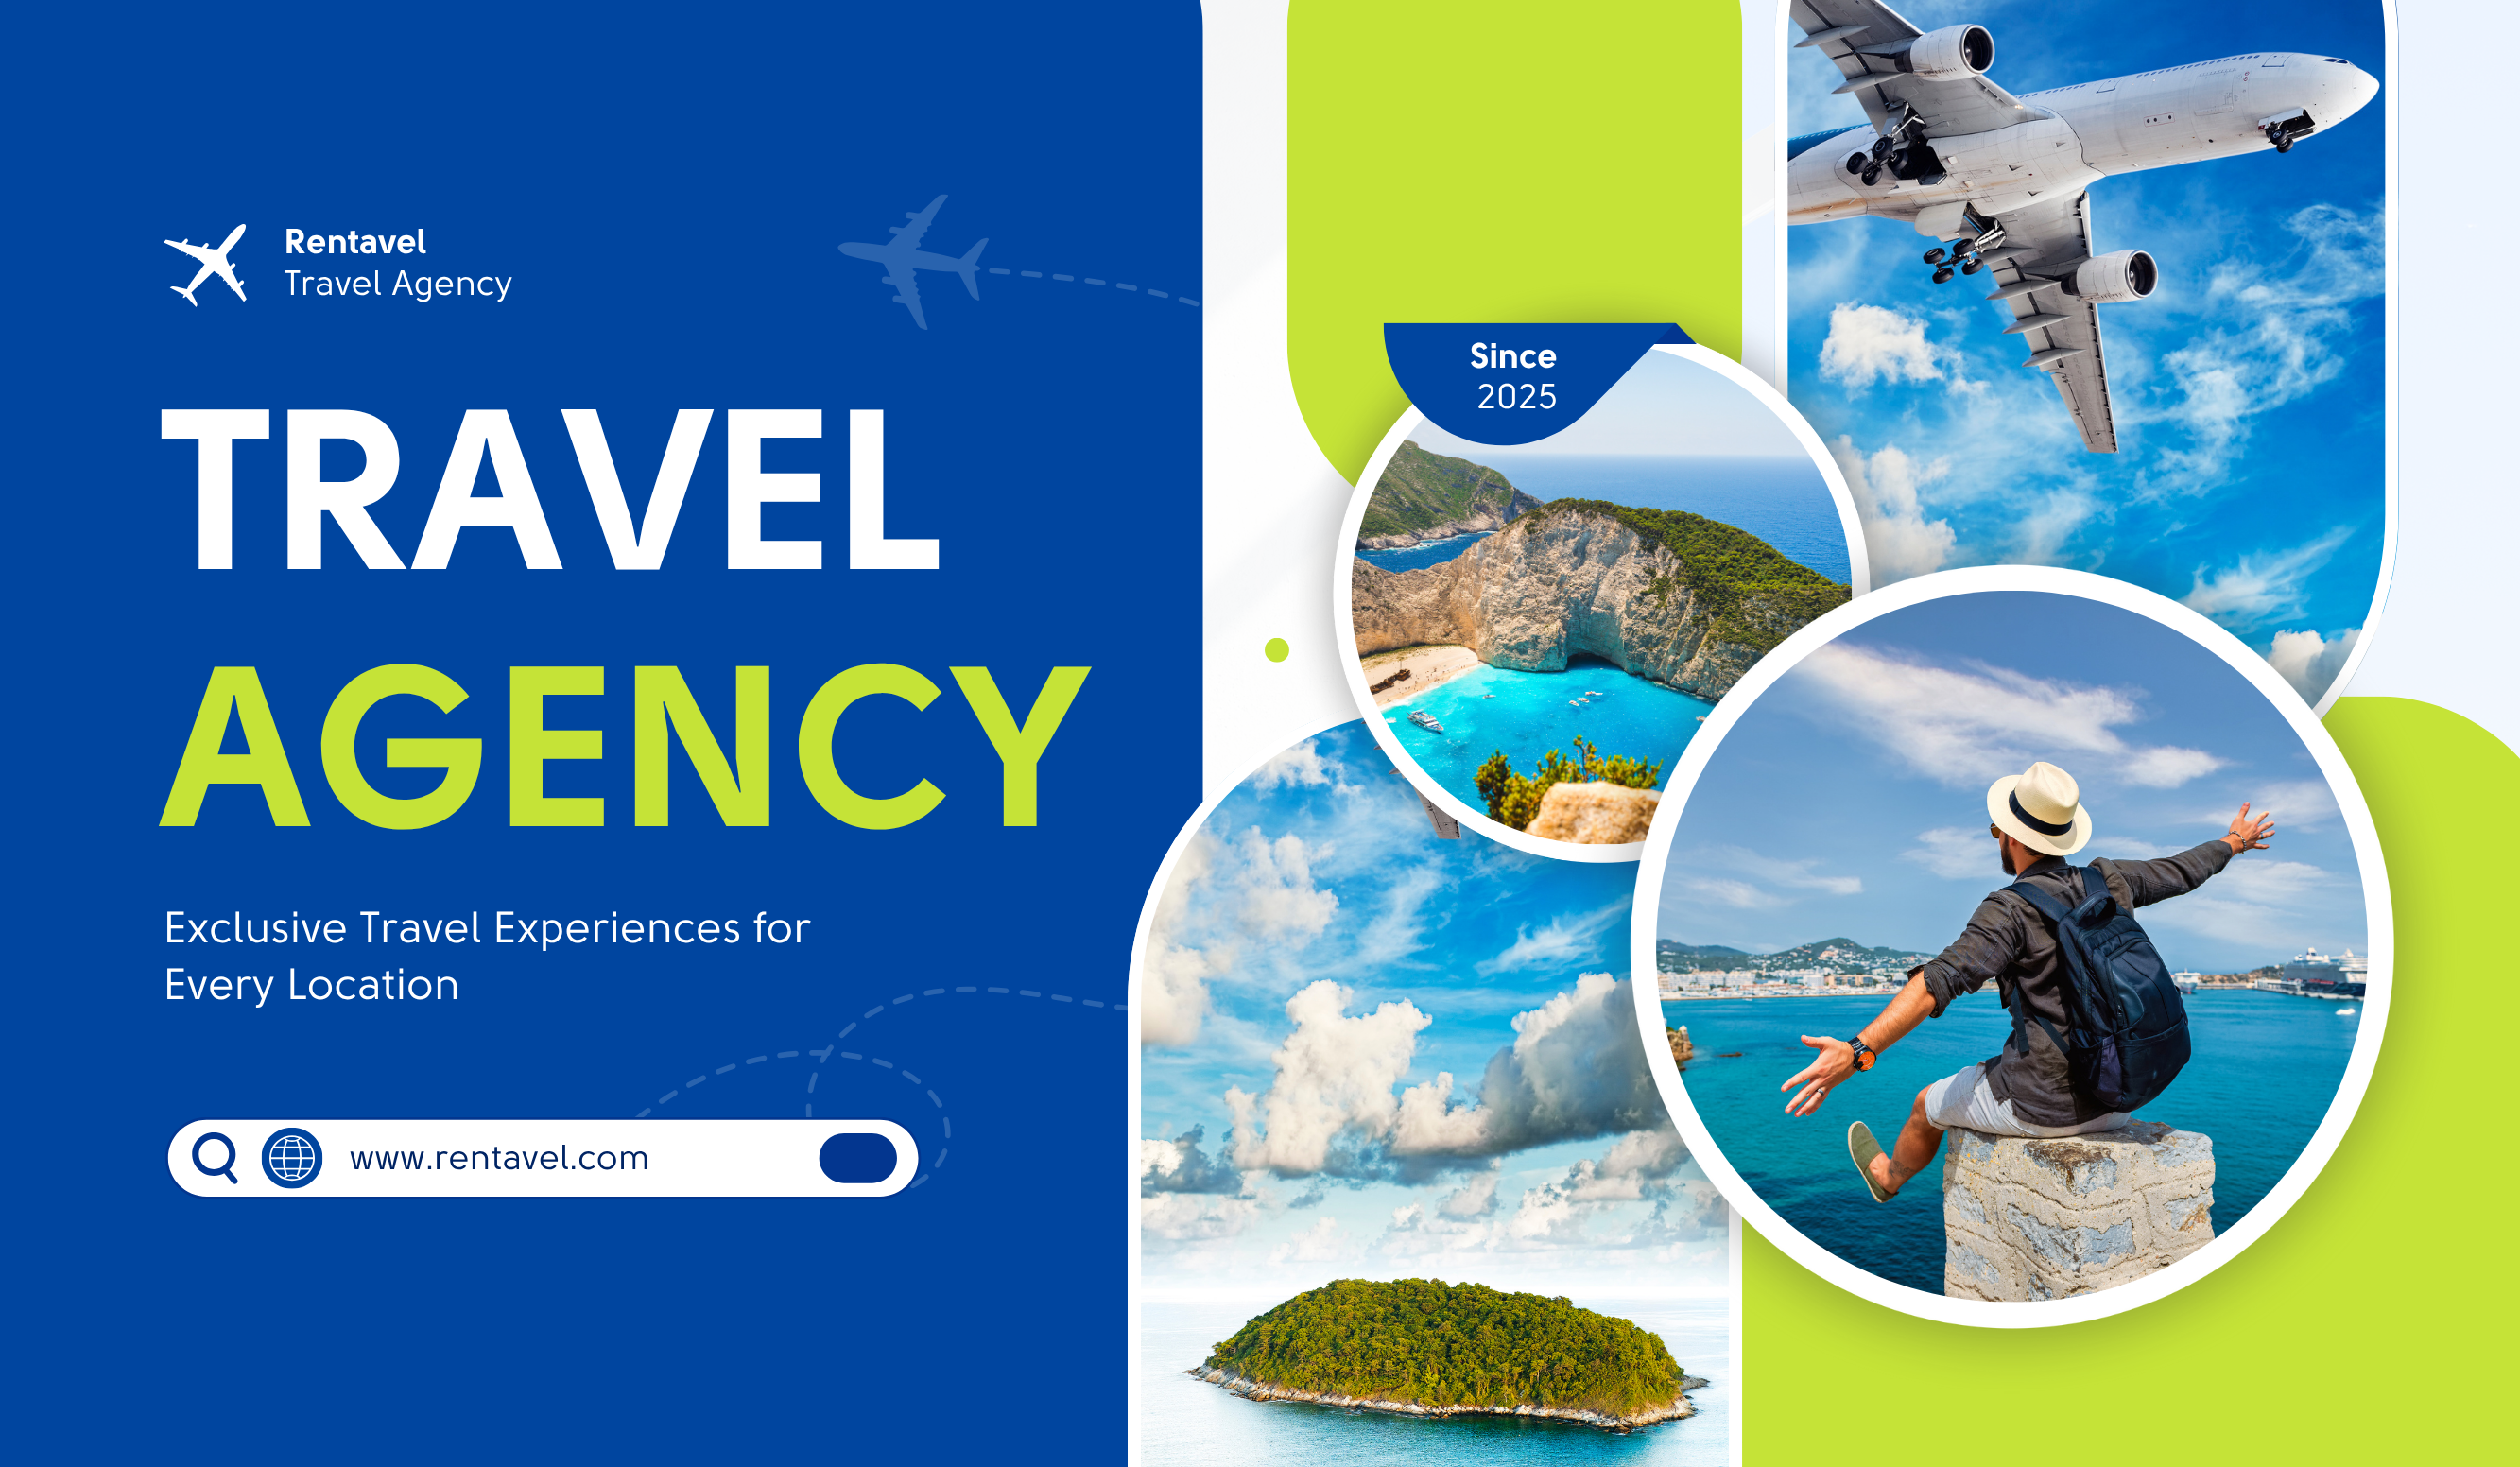 Rentavel
Travel Agency
TRAVEL
AGENCY
Exclusive Travel Experiences for
Every Location
www.rentavel.com
Since
2025